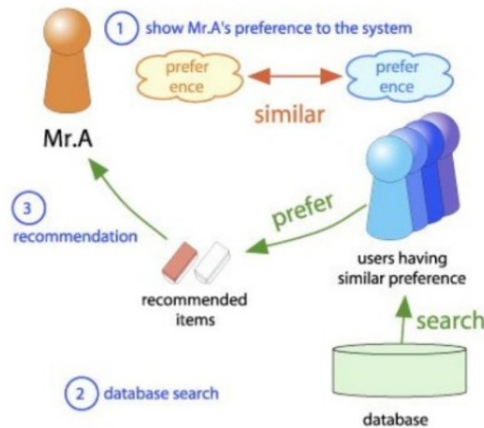 1 show Mr.A's preference to the system
prefer
ence
prefer
ence
similar
Mr.A
3
recommendation
prefer
users having
similar preference
recommended
items
search
2 database search
database